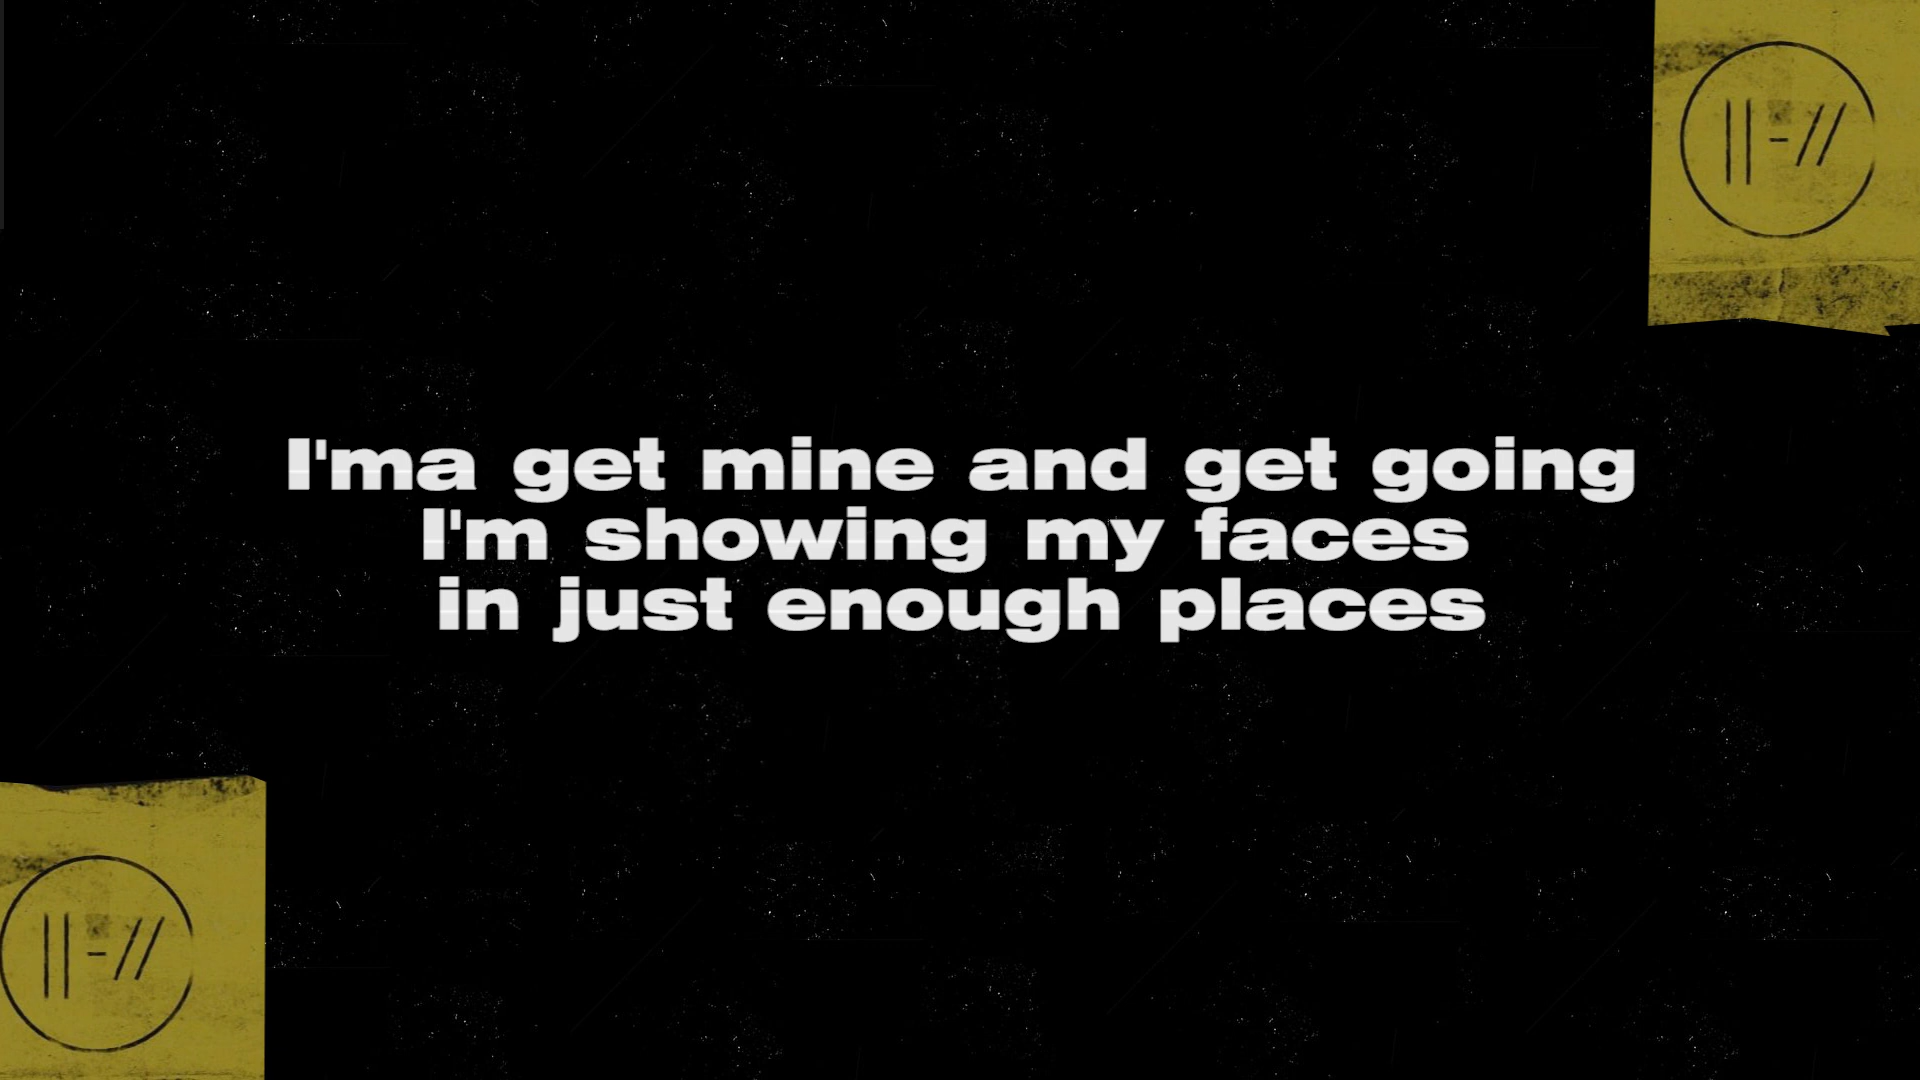 ||-//
I'ma get mine and get going
I'm showing my faces
in just enough places
||-//